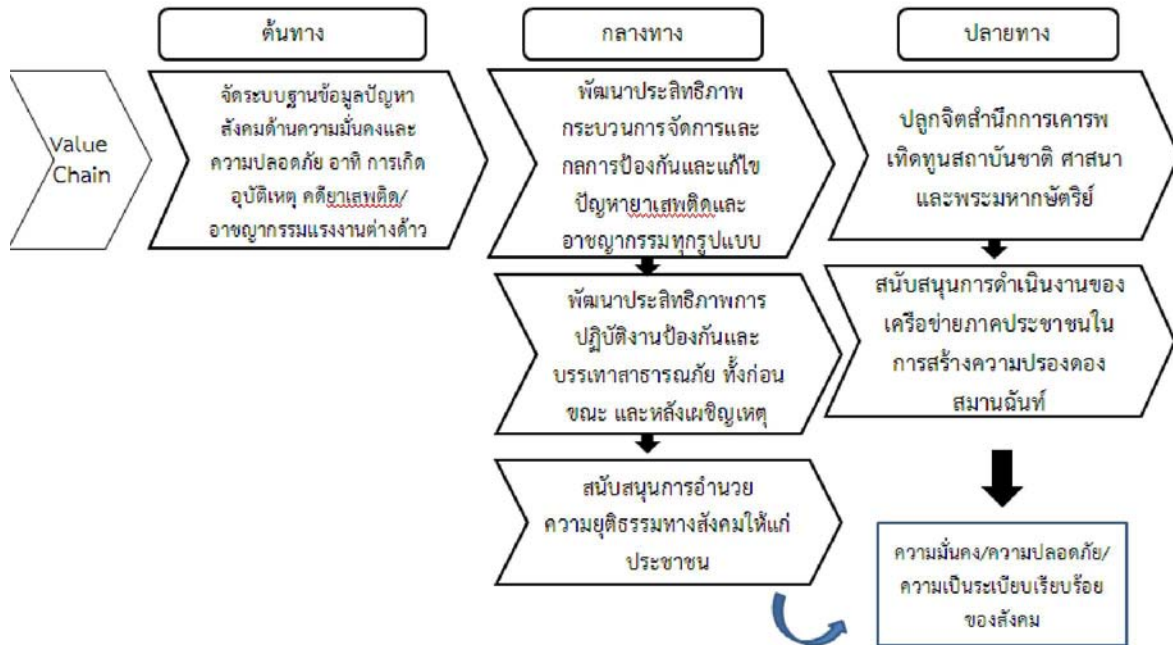 ต้นทาง
กลางทาง
ปลายทาง
Value
Chain
จัดระบบฐานข้อมูลปัญหา
สังคมด้านความมั่นคงและ
ความปลอดภัย อาทิ การเกิด
อุบัติเหตุ คดียาเสพติด/
อาชญากรรมแรงงานต่างด้าว
พัฒนาประสิทธิภาพ
กระบวนการจัดการและ
กลการป้องกันและแก้ไข
ปัญหายาเสพติดและ
อาชญากรรมทุกรูปแบบ
พัฒนาประสิทธิภาพการ
ปฏิบัติงานป้องกันและ
บรรเทาสาธารณภัย ทั้งก่อน
ขณะ และหลังเผชิญเหตุ
สนับสนุนการอำนวย
ความยุติธรรมทางสังคมให้แก่
ประชาชน
ปลูกจิตสำนึกการเคารพ
เทิดทูนสถาบันชาติ ศาสนา
และพระมหากษัตริย์
สนับสนุนการดำเนินงานของ
เครือข่ายภาคประชาชนใน
การสร้างความปรองดอง
สมานฉันท์
ความมั่นคง/ความปลอดภัย/
ความเป็นระเบียบเรียบร้อย
ของสังคม